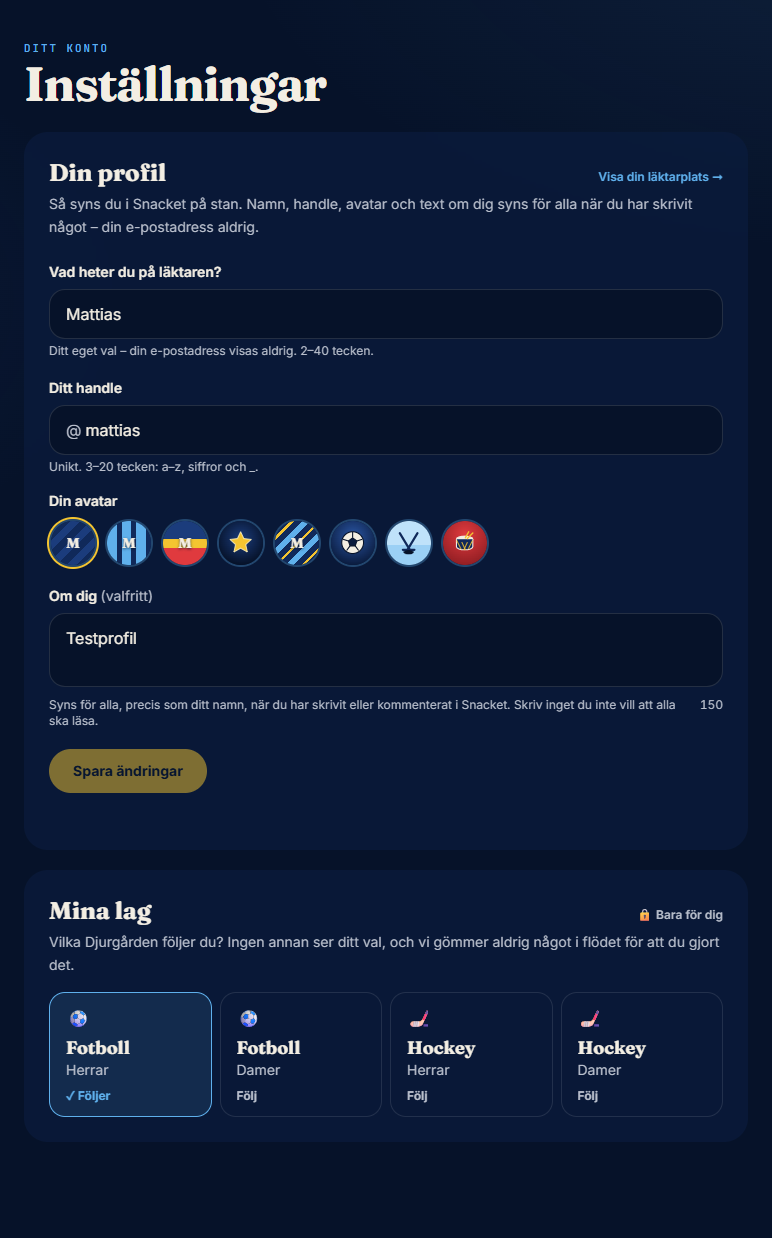 DITT KONTO
Inställningar
Din profil
Visa din läktarplats →
Så syns du i Snacket på stan. Namn, handle, avatar och text om dig syns för alla när du har skrivit
något – din e-postadress aldrig.
Vad heter du på läktaren?
Mattias
Ditt eget val – din e-postadress visas aldrig. 2–40 tecken.
Ditt handle
@ mattias
Unikt. 3–20 tecken: a–z, siffror och _.
Din avatar
M M M M
Om dig (valfritt)
Testprofil
Syns för alla, precis som ditt namn, när du har skrivit eller kommenterat i Snacket. Skriv inget du inte vill att alla 150
ska läsa.
Spara ändringar
Mina lag
🔒 Bara för dig
Vilka Djurgården följer du? Ingen annan ser ditt val, och vi gömmer aldrig något i flödet för att du gjort
det.
Fotboll
Herrar
✓ Följer
Fotboll
Damer
Följ
Hockey
Herrar
Följ
Hockey
Damer
Följ